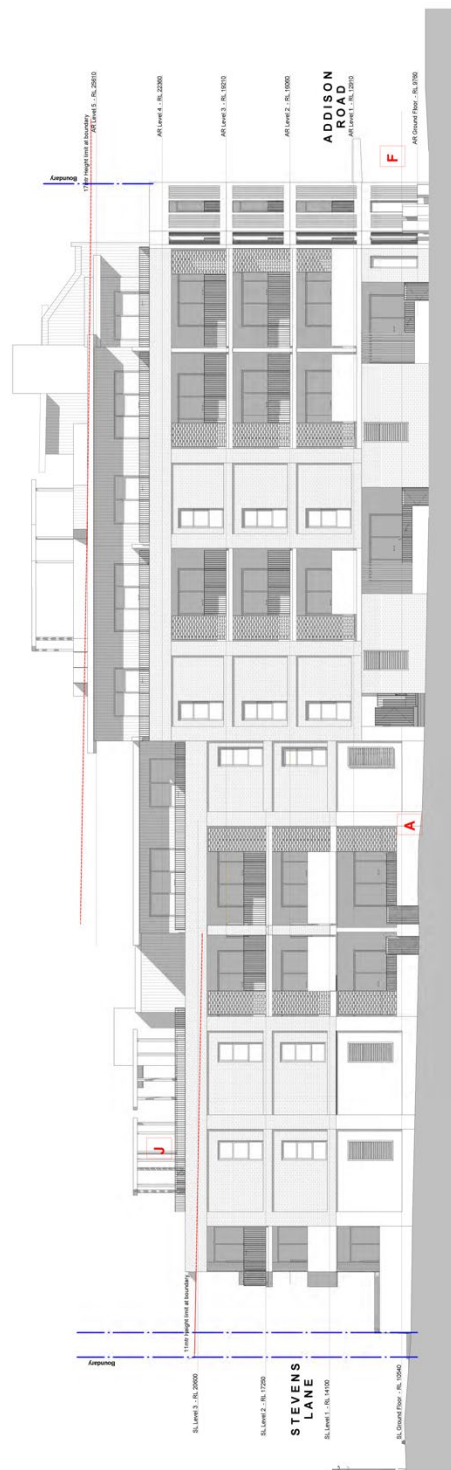 Boundary
11mtr height limit at boundary
SL Level 3 - RL 20600
SL Level 2 - RL 17250
STEVENS
LANE
SL Level 1 - RL 14100
SL Ground Floor - RL 10540
J
A
Boundary
17mtr Height limit at boundary
AR Level 5 - RL 25610
AR Level 4 - RL 22360
AR Level 3 - RL 19210
AR Level 2 - RL 16060
ADDISON
ROAD
AR Level 1 - RL 12910
F
AR Ground Floor - RL 9760